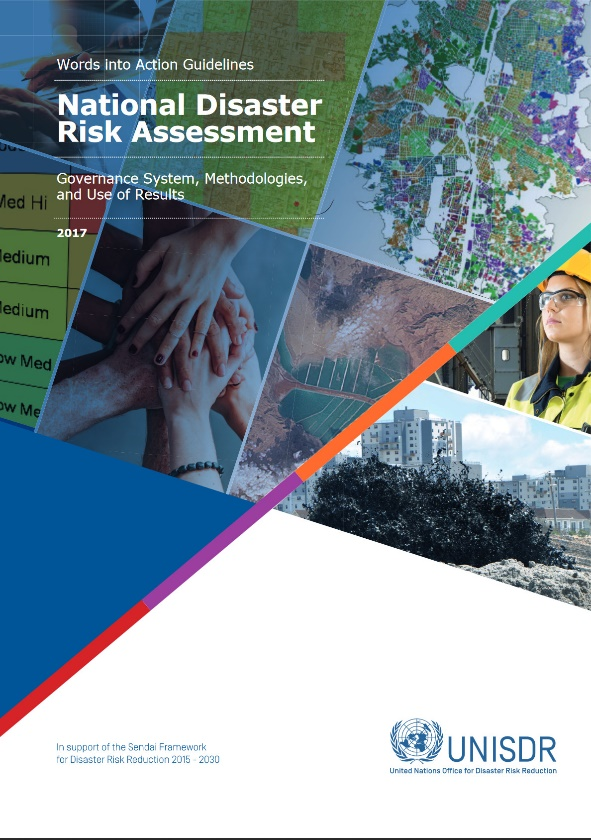 Words into Action Guidelines
National Disaster
Risk Assessment
Governance System, Methodologies,
and Use of Results
2017
Med Hi
Medium
Medium
ow Med
ow Me
In support of the Sendai Framework
for Disaster Risk Reduction 2015 - 2030
UNISDR
United Nations Office for Disaster Risk Reduction